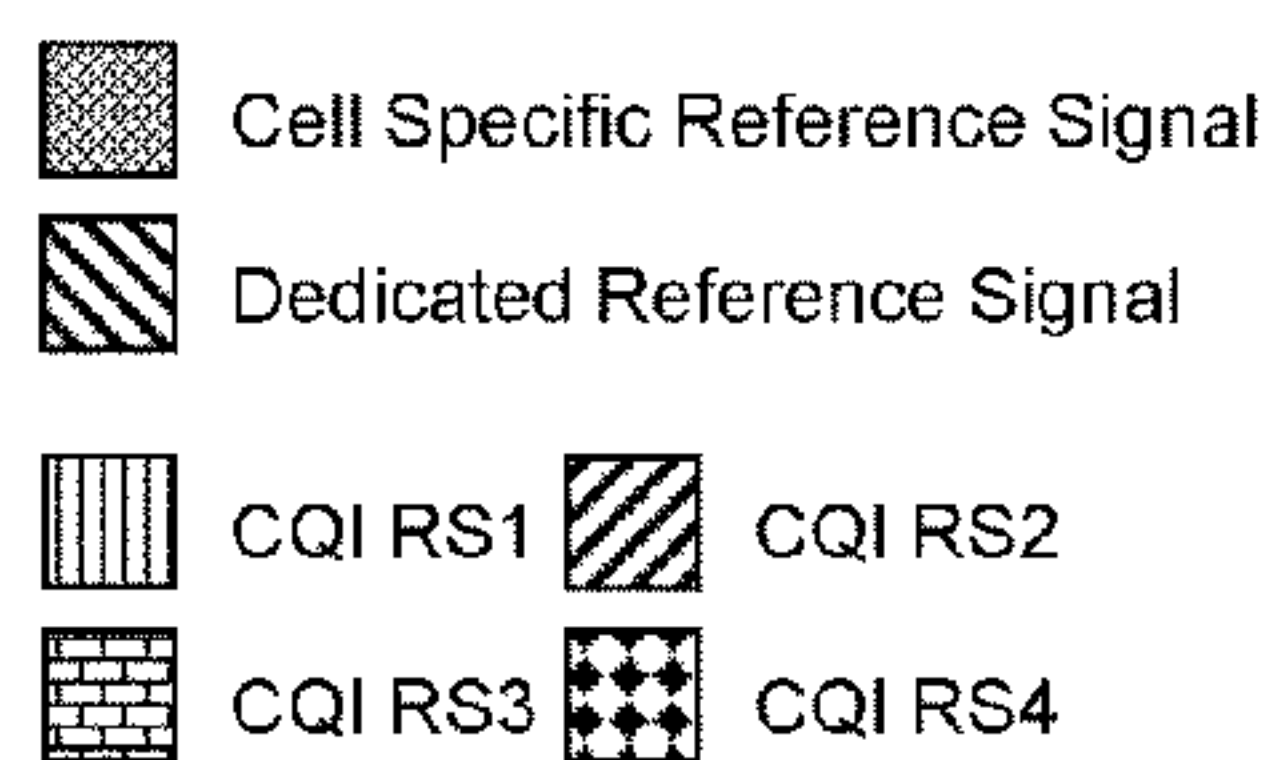 Cell Specific Reference Signal
Dedicated Reference Signal
CQI RS1 CQI RS2
CQI RS3 CQI RS4